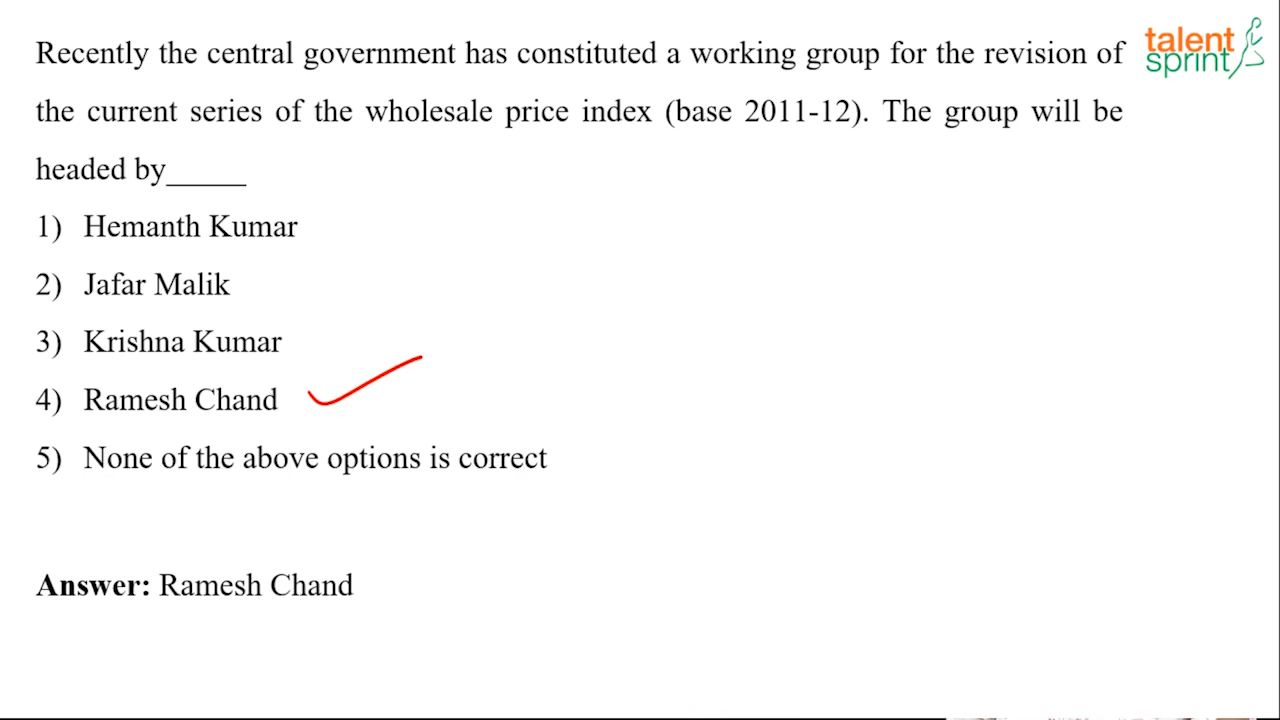 Recently the central government has constituted a working group for the revision of
the current series of the wholesale price index (base 2011-12). The group will be
headed by_____
1) Hemanth Kumar
2) Jafar Malik
3) Krishna Kumar
4) Ramesh Chand
5) None of the above options is correct
Answer: Ramesh Chand
talent
sprint